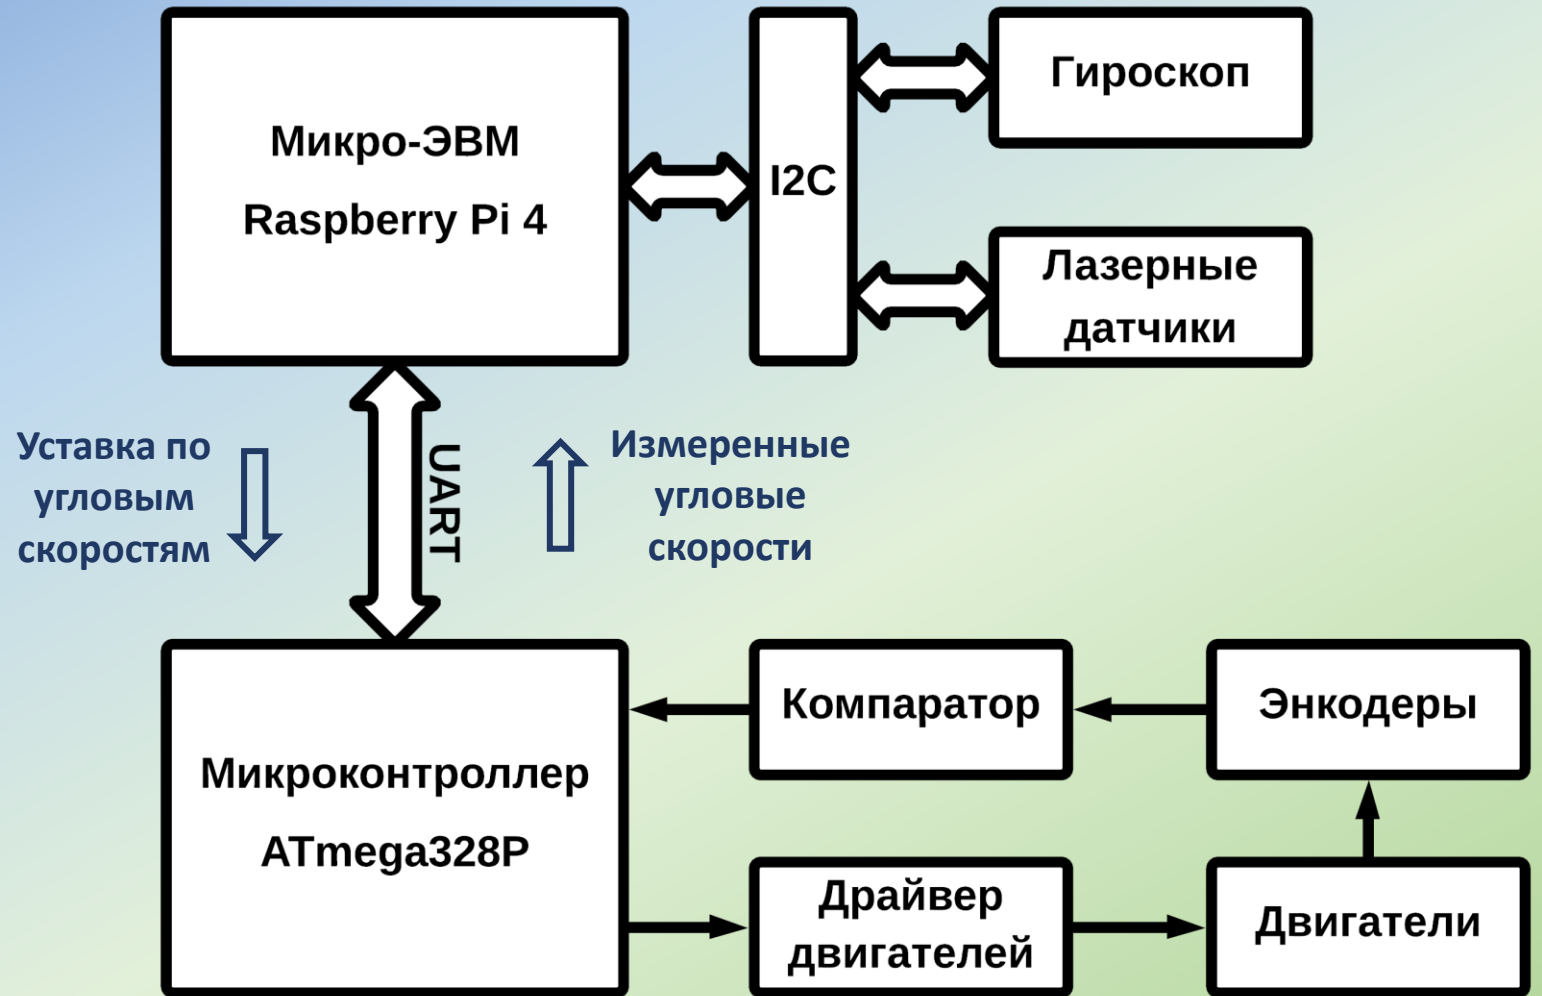 Микро-ЭВМ
Raspberry Pi 4
I2C
Гироскоп
Лазерные
датчики
Уставка по
угловым
скоростям
UART
Измеренные
угловые
скорости
Микроконтроллер
ATmega328P
Компаратор
Энкодеры
Драйвер
двигателей
Двигатели